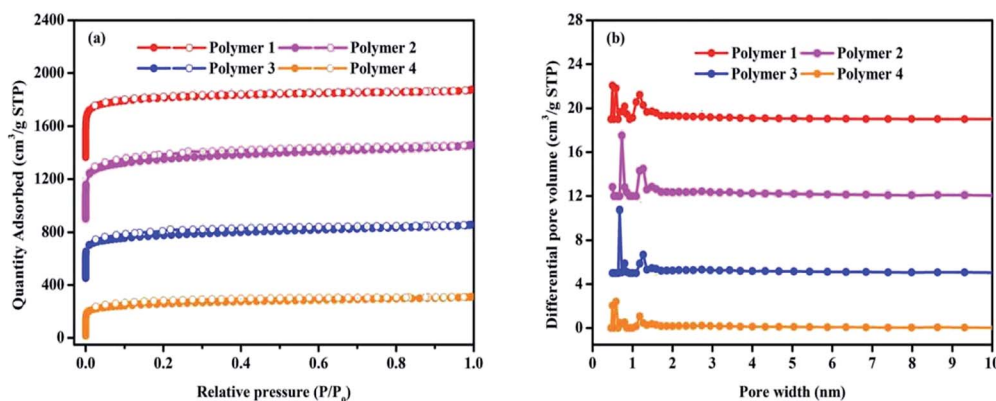 (a)
Polymer 1 Polymer 2
Polymer 3 Polymer 4
2400
2000
1600
1200
800
400
0
Quantity Adsorbed (cm³/g STP)
0.0 0.2 0.4 0.6 0.8 1.0
Relative pressure (P/P₀)
(b)
Polymer 1 Polymer 2
Polymer 3 Polymer 4
28
24
20
16
12
8
4
0
Differential pore volume (cm³/g STP)
0 1 2 3 4 5 6 7 8 9 10
Pore width (nm)